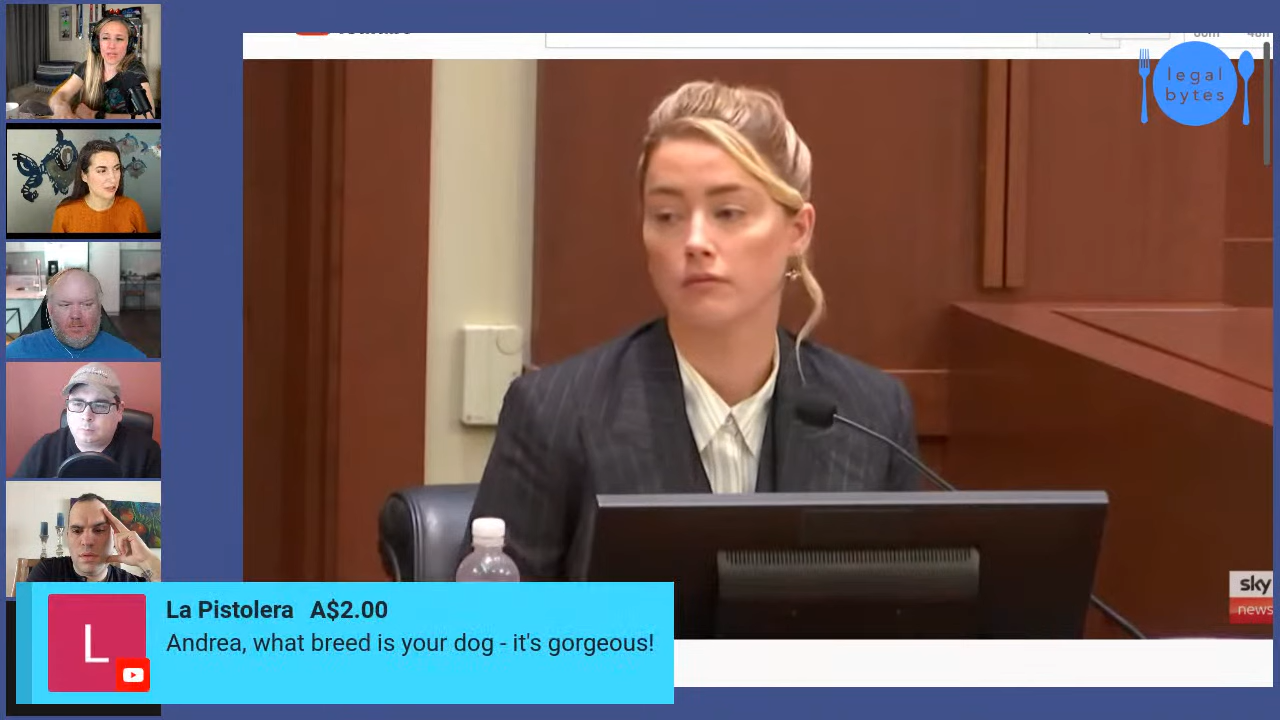 legal
bytes
sky
news
La Pistolera A$2.00
L
Andrea, what breed is your dog - it's gorgeous!